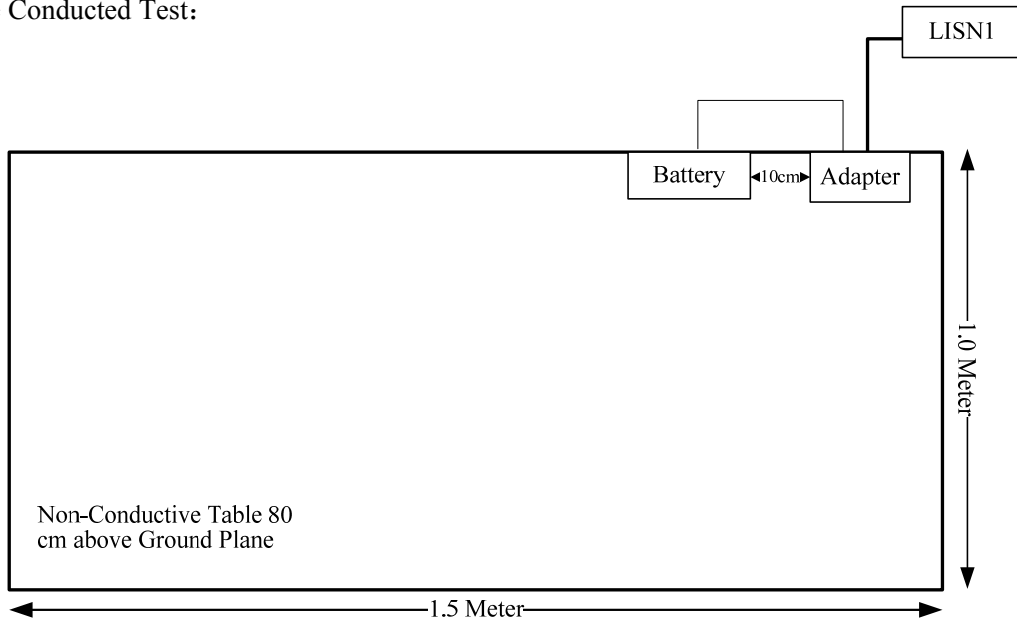 Conducted Test：
LISN1
Battery
10cm
Adapter
1.0 Meter
Non-Conductive Table 80
cm above Ground Plane
1.5 Meter